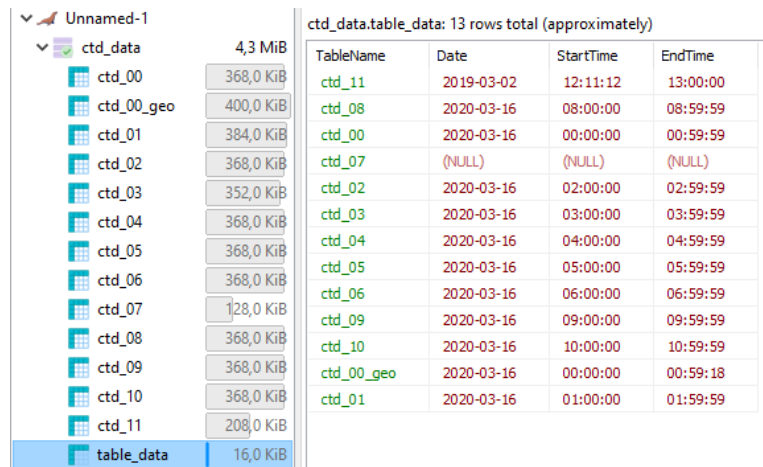 Unnamed-1
ctd_data 4,3 MiB
ctd_00 368,0 KiB
ctd_00_geo 400,0 KiB
ctd_01 384,0 KiB
ctd_02 368,0 KiB
ctd_03 352,0 KiB
ctd_04 368,0 KiB
ctd_05 368,0 KiB
ctd_06 368,0 KiB
ctd_07 128,0 KiB
ctd_08 368,0 KiB
ctd_09 368,0 KiB
ctd_10 368,0 KiB
ctd_11 208,0 KiB
table_data 16,0 KiB
ctd_data.table_data: 13 rows total (approximately)
TableName Date StartTime EndTime
ctd_11 2019-03-02 12:11:12 13:00:00
ctd_08 2020-03-16 08:00:00 08:59:59
ctd_00 2020-03-16 00:00:00 00:59:59
ctd_07 (NULL) (NULL) (NULL)
ctd_02 2020-03-16 02:00:00 02:59:59
ctd_03 2020-03-16 03:00:00 03:59:59
ctd_04 2020-03-16 04:00:00 04:59:59
ctd_05 2020-03-16 05:00:00 05:59:59
ctd_06 2020-03-16 06:00:00 06:59:59
ctd_09 2020-03-16 09:00:00 09:59:59
ctd_10 2020-03-16 10:00:00 10:59:59
ctd_00_geo 2020-03-16 00:00:00 00:59:18
ctd_01 2020-03-16 01:00:00 01:59:59